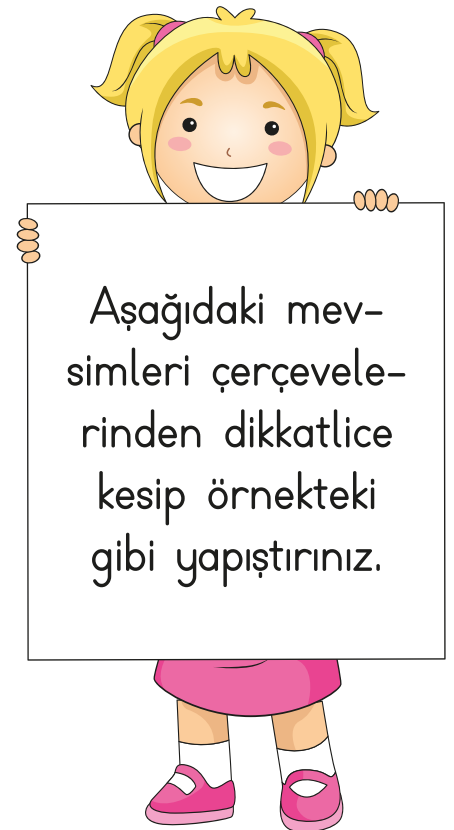 Aşağıdaki mev-
simleri çerçevele-
rinden dikkatlice
kesip örnekteki
gibi yapıştırınız.